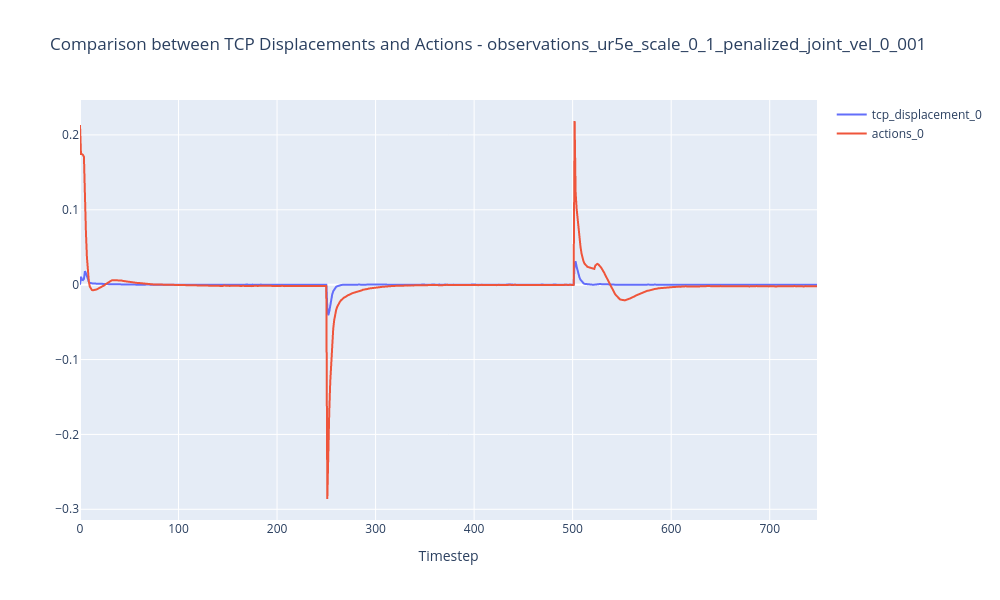 Comparison between TCP Displacements and Actions - observations_ur5e_scale_0_1_penalized_joint_vel_0_001
tcp_displacement_0
actions_0
0.2
0.1
0
−0.1
−0.2
−0.3
0 100 200 300 400 500 600 700
Timestep